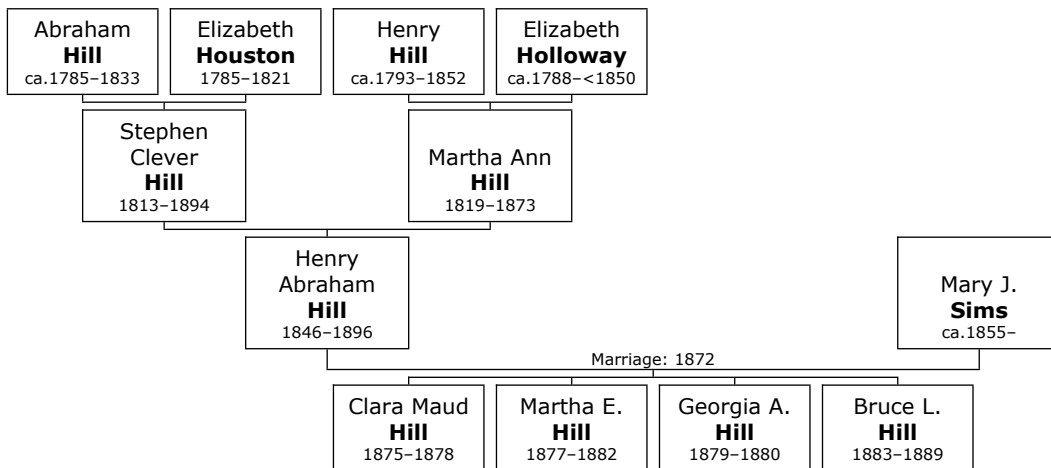 Abraham
Hill
ca.1785–1833
Elizabeth
Houston
1785–1821
Henry
Hill
ca.1793–1852
Elizabeth
Holloway
ca.1788–<1850
Stephen
Clever
Hill
1813–1894
Martha Ann
Hill
1819–1873
Henry
Abraham
Hill
1846–1896
Mary J.
Sims
ca.1855–
Marriage: 1872
Clara Maud
Hill
1875–1878
Martha E.
Hill
1877–1882
Georgia A.
Hill
1879–1880
Bruce L.
Hill
1883–1889